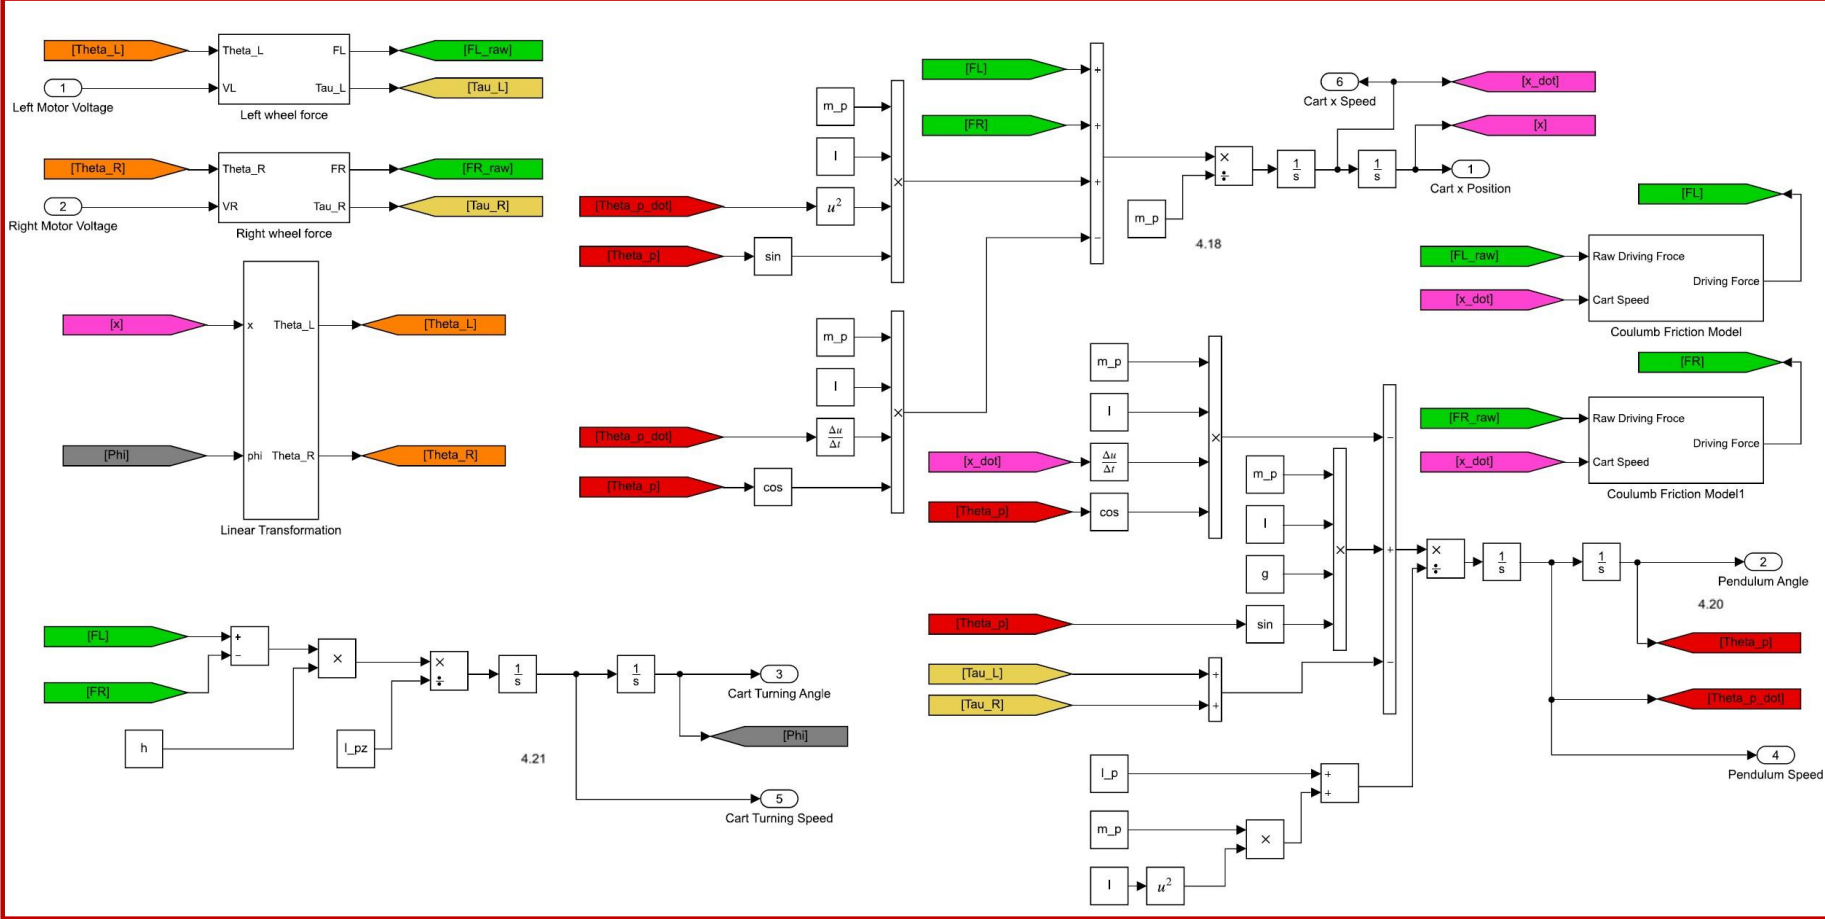 [Theta_L]
1
Left Motor Voltage
Theta_L
VL
FL
Tau_L
Left wheel force
[FL_raw]
[Tau_L]
[Theta_R]
2
Right Motor Voltage
Theta_R
VR
FR
Tau_R
Right wheel force
[FR_raw]
[Tau_R]
[x]
[Phi]
x
phi
Theta_L
Theta_R
Linear Transformation
[Theta_L]
[Theta_R]
m_p
l
[Theta_p_dot]
u²
[Theta_p]
sin
×
m_p
l
[Theta_p_dot]
Δu
Δt
[Theta_p]
cos
×
[FL]
[FR]
+
+
+
−
m_p
×
÷
1
s
1
s
4.18
6
Cart x Speed
[x_dot]
[x]
1
Cart x Position
[FL]
[FL_raw]
[x_dot]
Raw Driving Froce
Cart Speed
Driving Force
Coulumb Friction Model
[FR]
[FR_raw]
[x_dot]
Raw Driving Froce
Cart Speed
Driving Force
Coulumb Friction Model1
m_p
l
[x_dot]
Δu
Δt
[Theta_p]
cos
×
m_p
l
g
[Theta_p]
sin
×
[Tau_L]
[Tau_R]
+
+
−
+
−
×
÷
1
s
1
s
2
Pendulum Angle
4.20
[Theta_p]
[Theta_p_dot]
4
Pendulum Speed
I_p
m_p
l
u²
×
+
+
[FL]
[FR]
+
−
h
×
I_pz
×
÷
1
s
1
s
4.21
3
Cart Turning Angle
[Phi]
5
Cart Turning Speed